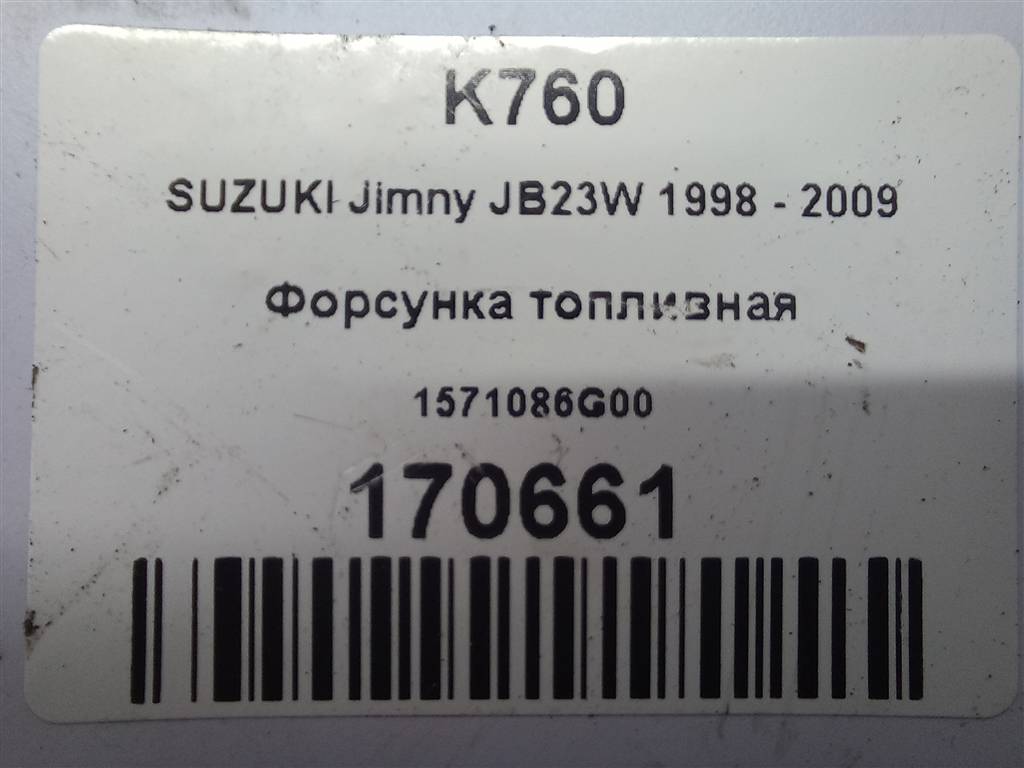 K760
SUZUKI Jimny JB23W 1998 - 2009
Форсунка топливная
1571086G00
170661